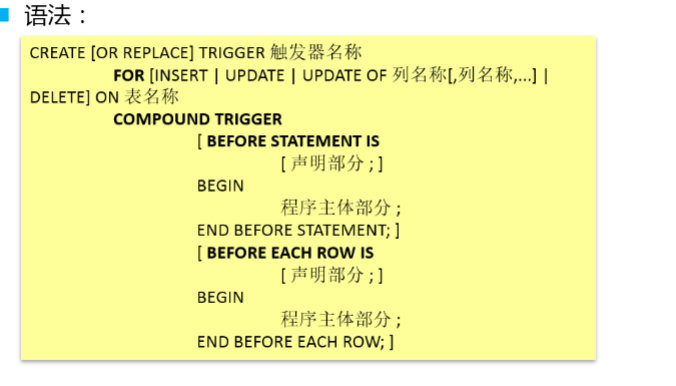 语法：
CREATE [OR REPLACE] TRIGGER 触发器名称
FOR [INSERT | UPDATE | UPDATE OF 列名称[,列名称,...] |
DELETE] ON 表名称
COMPOUND TRIGGER
[ BEFORE STATEMENT IS
[ 声明部分 ; ]
BEGIN
程序主体部分 ;
END BEFORE STATEMENT; ]
[ BEFORE EACH ROW IS
[ 声明部分 ; ]
BEGIN
程序主体部分 ;
END BEFORE EACH ROW; ]